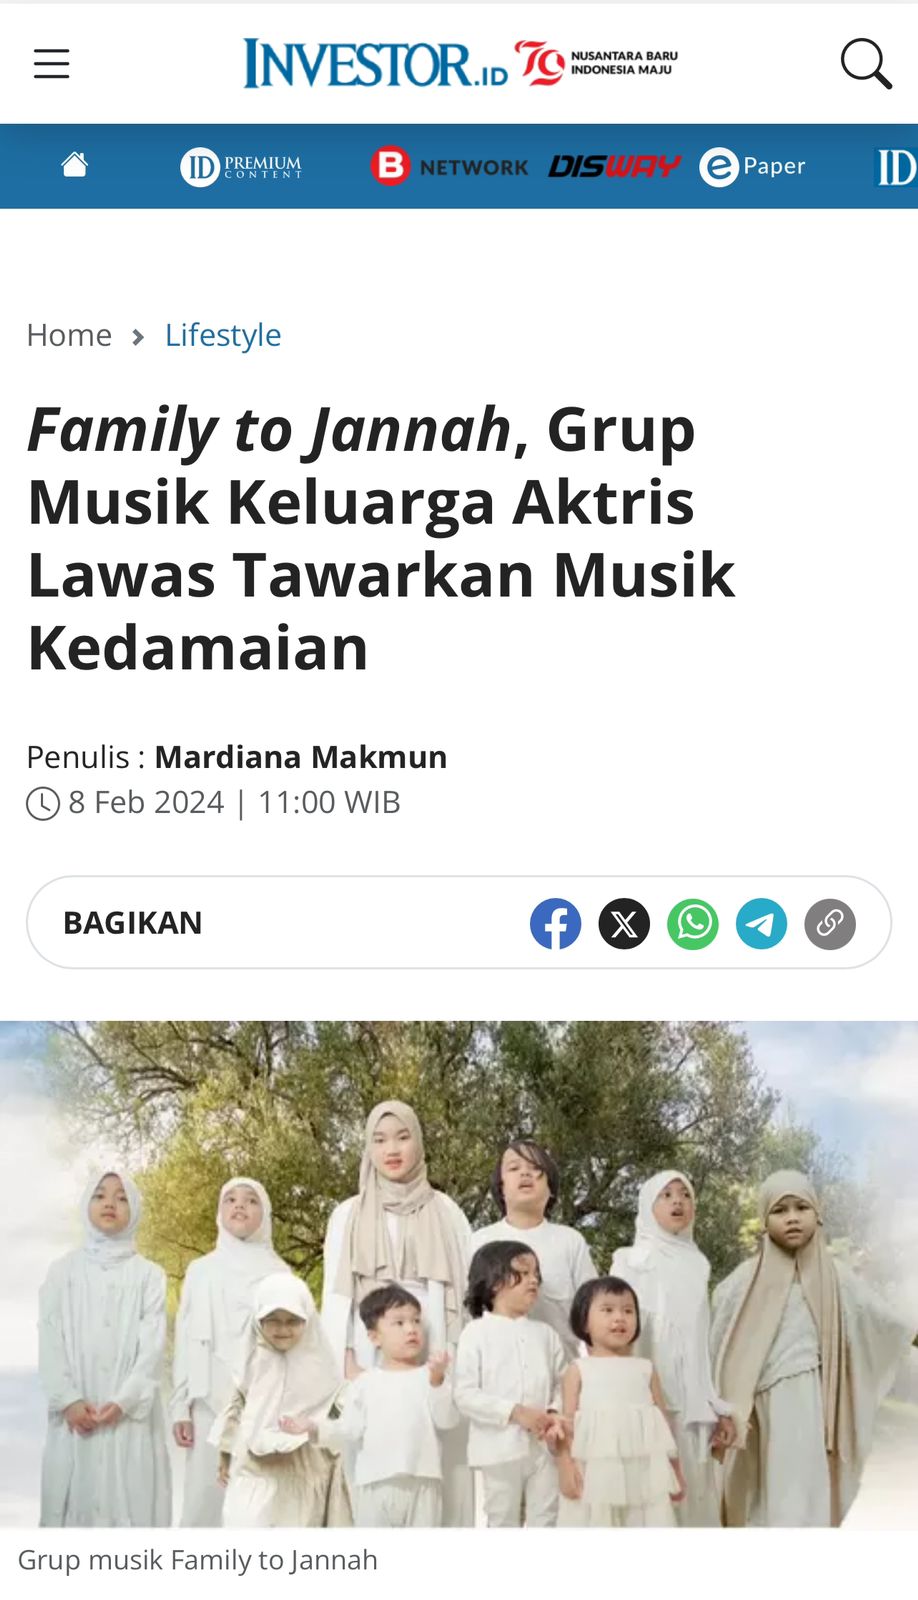 INVESTOR.ID 79 NUSANTARA BARU
INDONESIA MAJU
ID PREMIUM CONTENT B NETWORK DISWAY e Paper ID
Home > Lifestyle
Family to Jannah, Grup
Musik Keluarga Aktris
Lawas Tawarkan Musik
Kedamaian
Penulis : Mardiana Makmun
8 Feb 2024 | 11:00 WIB
BAGIKAN
Grup musik Family to Jannah